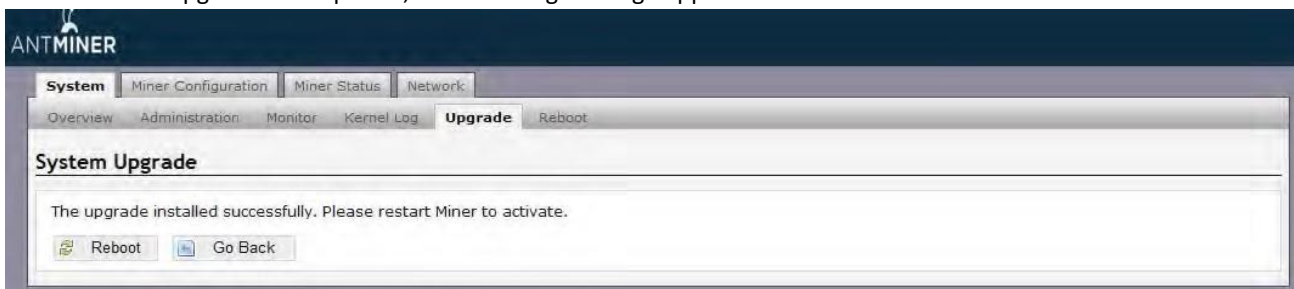 ANTMINER
System Miner Configuration Miner Status Network
Overview Administration Monitor Kernel Log Upgrade Reboot
System Upgrade
The upgrade installed successfully. Please restart Miner to activate.
Reboot Go Back